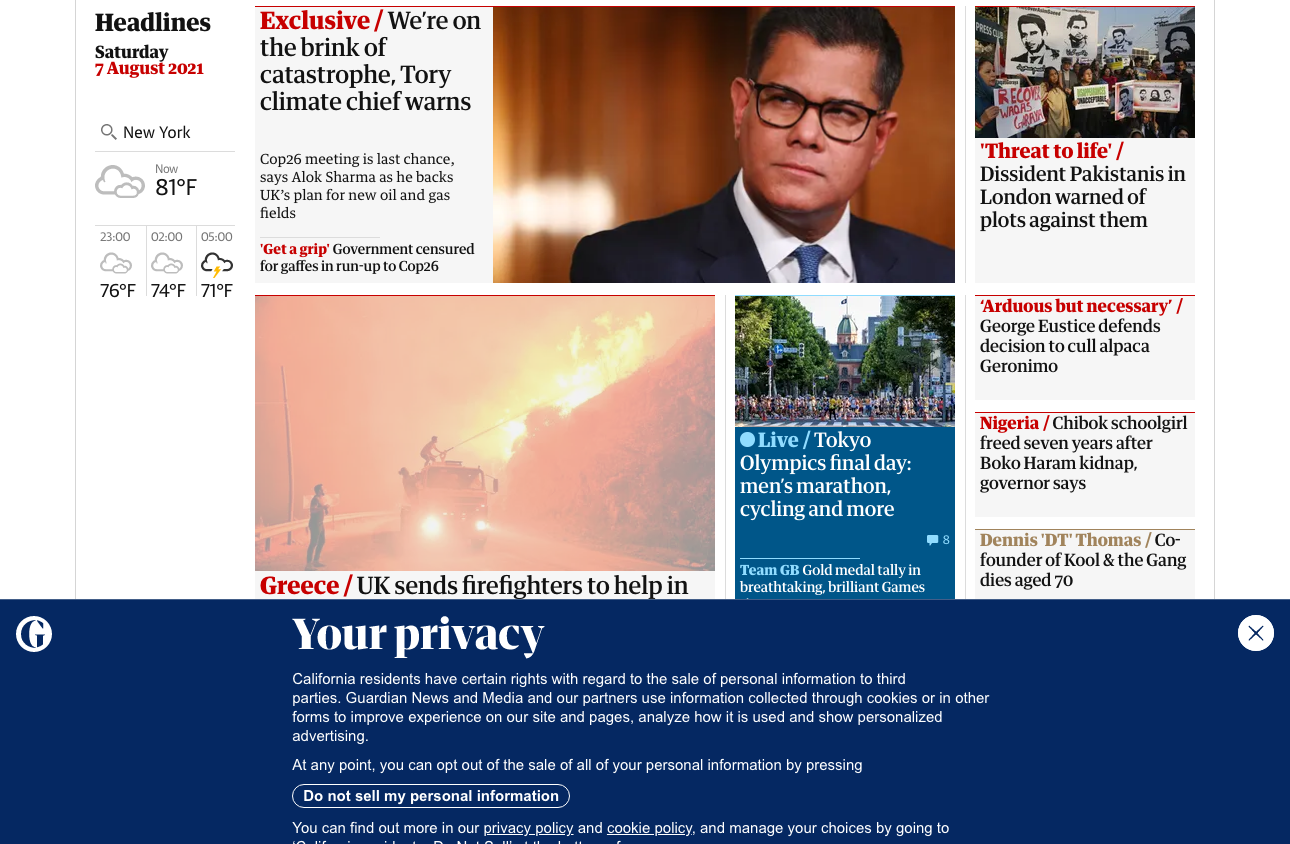 Headlines
Saturday
7 August 2021
New York
Now
81°F
23:00
02:00
05:00
76°F
74°F
71°F
Exclusive / We’re on
the brink of
catastrophe, Tory
climate chief warns
Cop26 meeting is last chance,
says Alok Sharma as he backs
UK’s plan for new oil and gas
fields
'Get a grip' Government censured
for gaffes in run-up to Cop26
PRESS CLUB
RECOVER
WAQAS
GORAYA
'Threat to life' /
Dissident Pakistanis in
London warned of
plots against them
Greece / UK sends firefighters to help in
Live / Tokyo
Olympics final day:
men’s marathon,
cycling and more
8
Team GB Gold medal tally in
breathtaking, brilliant Games
‘Arduous but necessary’ /
George Eustice defends
decision to cull alpaca
Geronimo
Nigeria / Chibok schoolgirl
freed seven years after
Boko Haram kidnap,
governor says
Dennis 'DT' Thomas / Co-
founder of Kool & the Gang
dies aged 70
Your privacy
California residents have certain rights with regard to the sale of personal information to third
parties. Guardian News and Media and our partners use information collected through cookies or in other
forms to improve experience on our site and pages, analyze how it is used and show personalized
advertising.
At any point, you can opt out of the sale of all of your personal information by pressing
Do not sell my personal information
You can find out more in our privacy policy and cookie policy, and manage your choices by going to